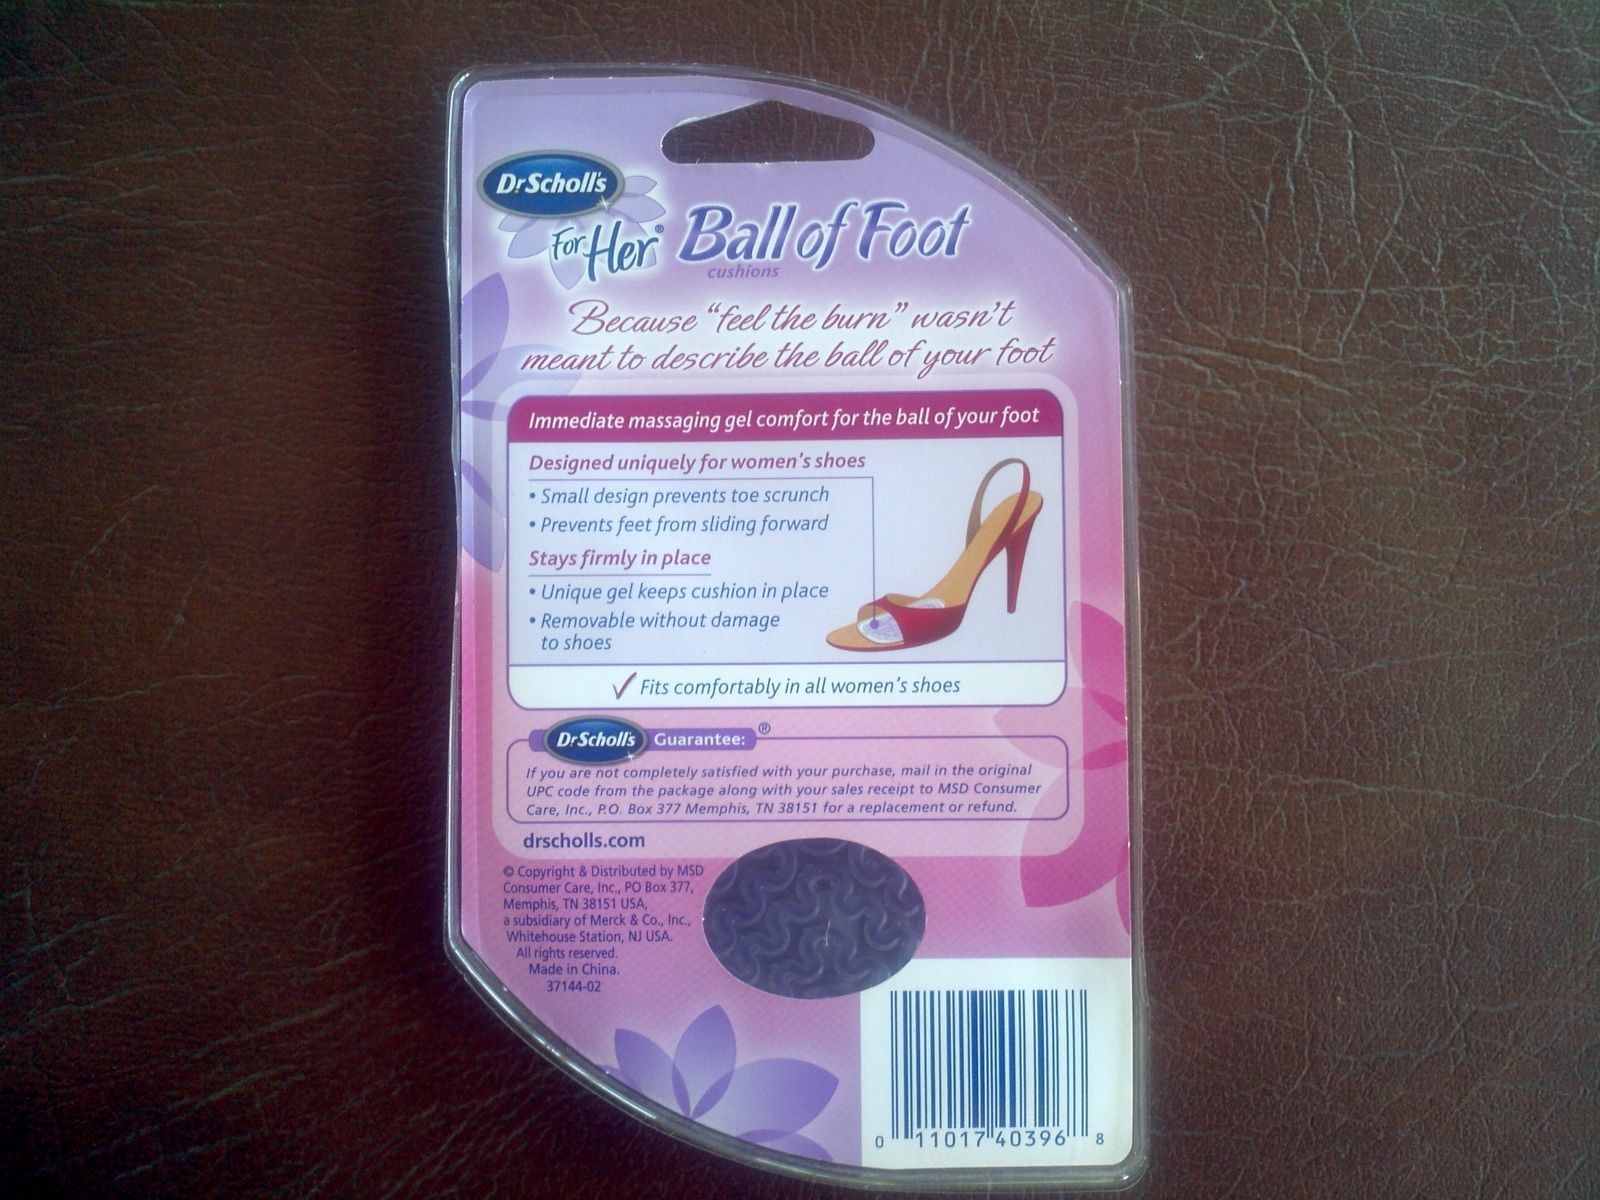 Dr Scholl's
For Her® Ball of Foot
cushions
Because "feel the burn" wasn't
meant to describe the ball of your foot
Immediate massaging gel comfort for the ball of your foot
Designed uniquely for women's shoes
• Small design prevents toe scrunch
• Prevents feet from sliding forward
Stays firmly in place
• Unique gel keeps cushion in place
• Removable without damage
to shoes
✓ Fits comfortably in all women's shoes
Dr Scholl's Guarantee: ®
If you are not completely satisfied with your purchase, mail in the original
UPC code from the package along with your sales receipt to MSD Consumer
Care, Inc., P.O. Box 377 Memphis, TN 38151 for a replacement or refund.
drscholls.com
© Copyright & Distributed by MSD
Consumer Care, Inc., PO Box 377,
Memphis, TN 38151 USA,
a subsidiary of Merck & Co., Inc.,
Whitehouse Station, NJ USA.
All rights reserved.
Made in China.
37144-02
0 11017 40396 8